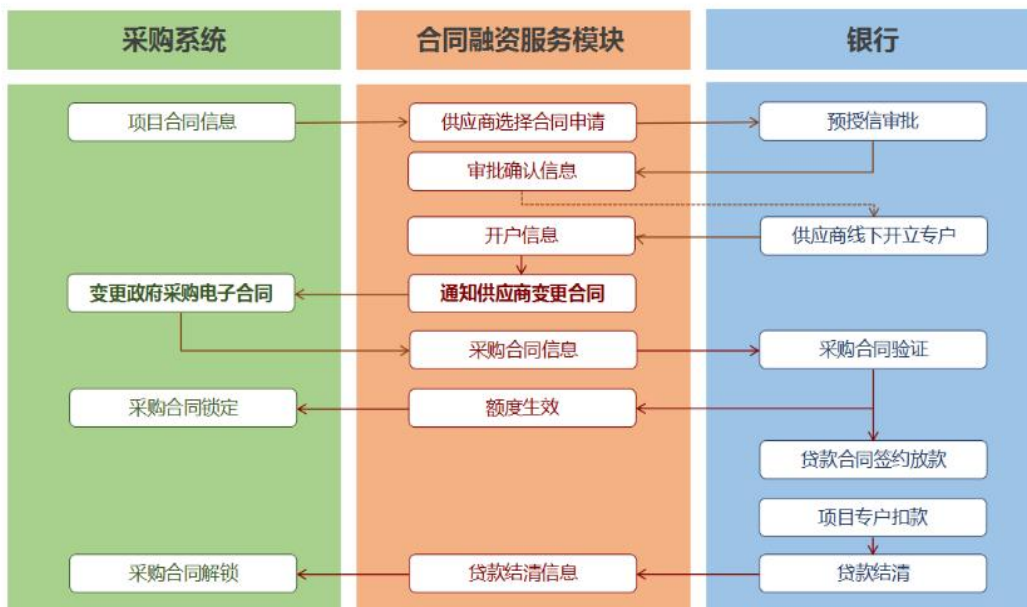 采购系统
合同融资服务模块
银行
项目合同信息
供应商选择合同申请
预授信审批
审批确认信息
开户信息
供应商线下开立专户
变更政府采购电子合同
通知供应商变更合同
采购合同信息
采购合同验证
采购合同锁定
额度生效
贷款合同签约放款
项目专户扣款
采购合同解锁
贷款结清信息
贷款结清